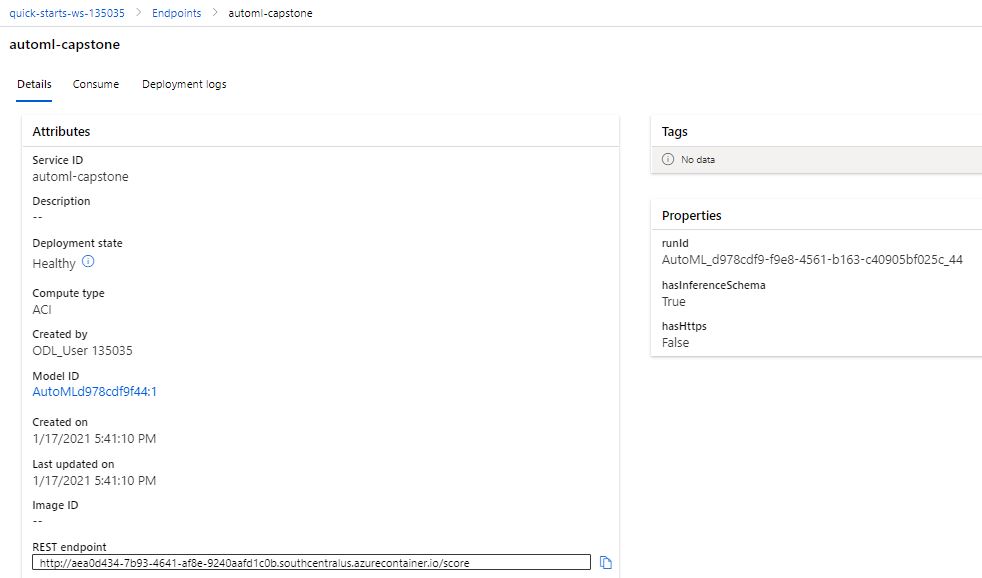 quick-starts-ws-135035 > Endpoints > automl-capstone
automl-capstone
Details Consume Deployment logs
Attributes
Service ID
automl-capstone
Description
--
Deployment state
Healthy
Compute type
ACI
Created by
ODL_User 135035
Model ID
AutoMLd978cdf9f44:1
Created on
1/17/2021 5:41:10 PM
Last updated on
1/17/2021 5:41:10 PM
Image ID
--
REST endpoint
http://aea0d434-7b93-4641-af8e-9240aafd1c0b.southcentralus.azurecontainer.io/score
Tags
No data
Properties
runId
AutoML_d978cdf9-f9e8-4561-b163-c40905bf025c_44
hasInferenceSchema
True
hasHttps
False